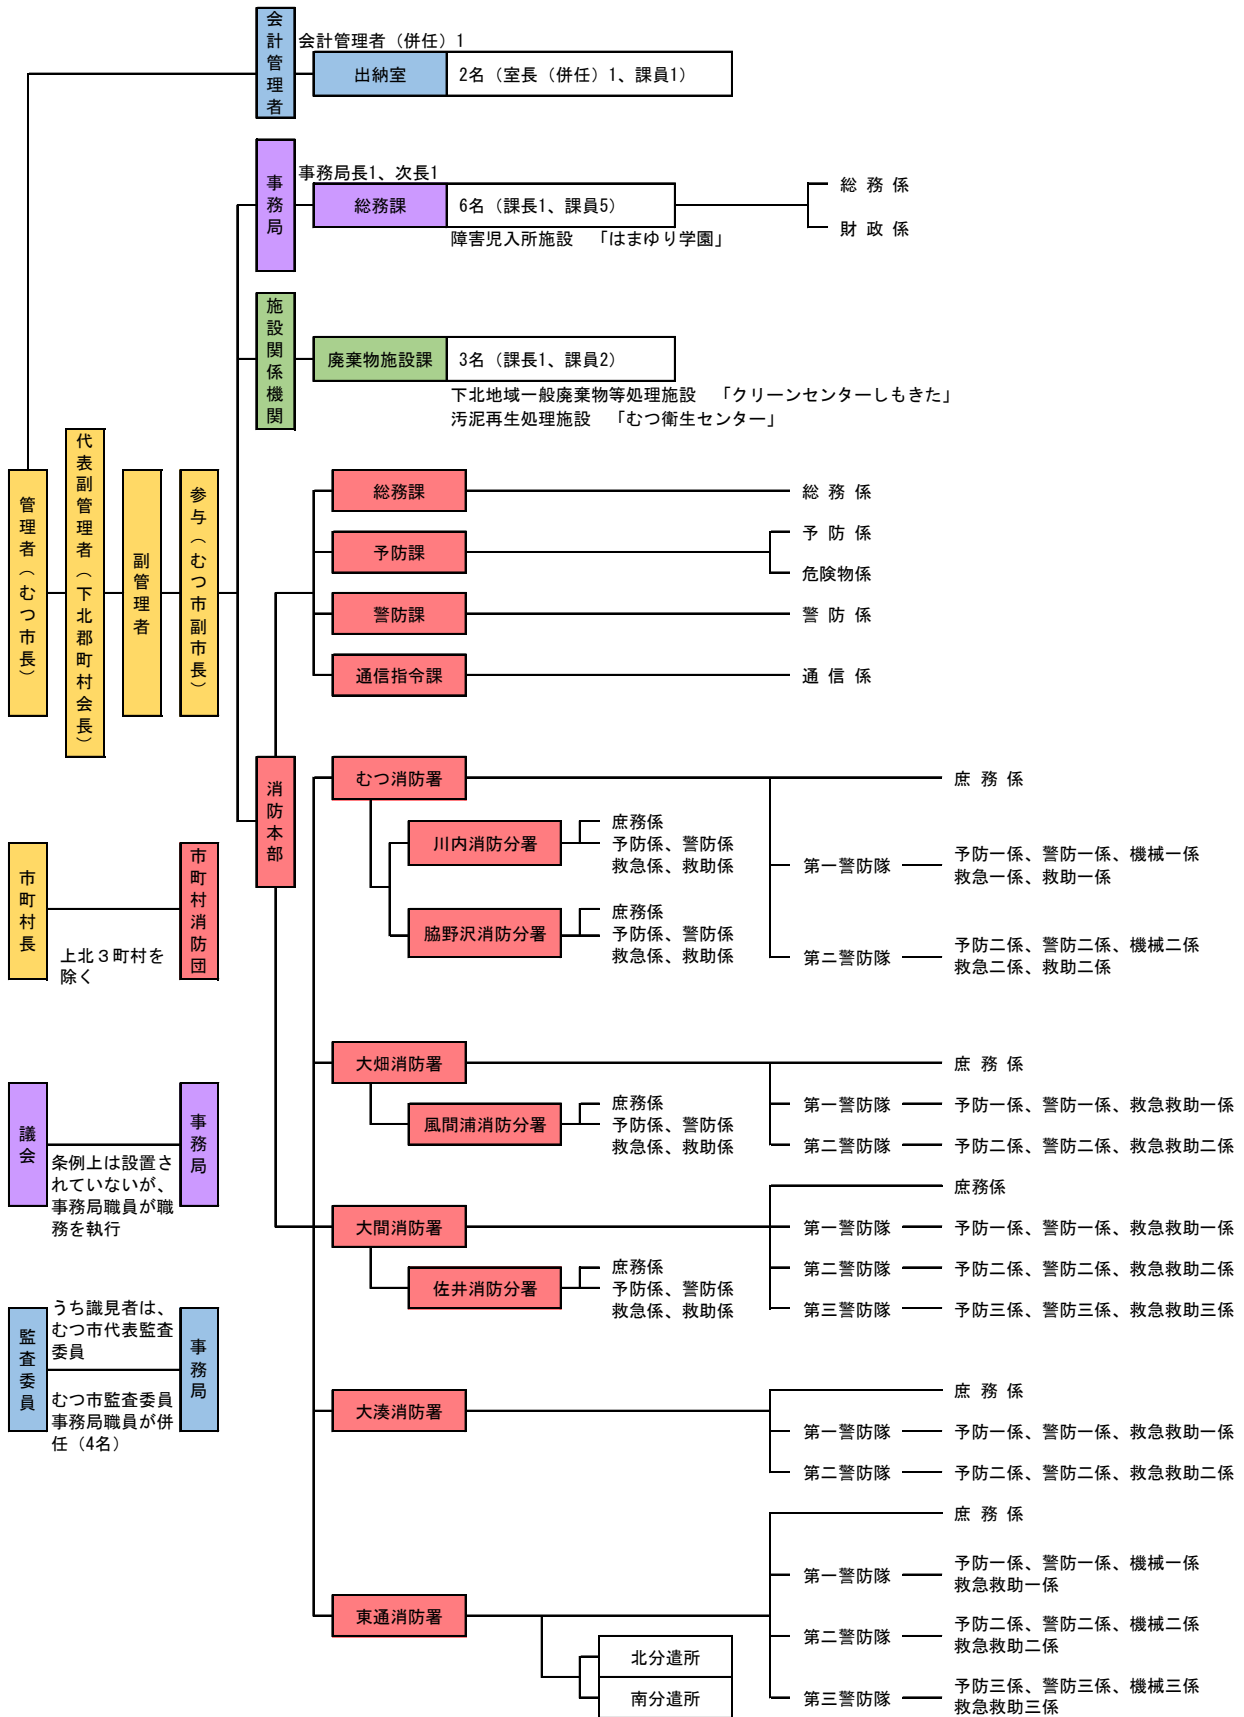 会計管理者
会計管理者（併任）1
出納室
2名（室長（併任）1、課員1）
事務局
事務局長1、次長1
総務課
6名（課長1、課員5）
総務係
財政係
障害児入所施設　「はまゆり学園」
施設関係機関
廃棄物施設課
3名（課長1、課員2）
下北地域一般廃棄物等処理施設　「クリーンセンターしもきた」
汚泥再生処理施設　「むつ衛生センター」
管理者（むつ市長）
代表副管理者（下北郡町村会長）
副管理者
参与（むつ市副市長）
総務課
総務係
予防課
予防係
危険物係
警防課
警防係
通信指令課
通信係
消防本部
むつ消防署
庶務係
川内消防分署
庶務係
予防係、警防係
救急係、救助係
第一警防隊
予防一係、警防一係、機械一係
救急一係、救助一係
脇野沢消防分署
庶務係
予防係、警防係
救急係、救助係
第二警防隊
予防二係、警防二係、機械二係
救急二係、救助二係
市町村長
市町村消防団
上北３町村を
除く
大畑消防署
庶務係
風間浦消防分署
庶務係
予防係、警防係
救急係、救助係
第一警防隊
予防一係、警防一係、救急救助一係
第二警防隊
予防二係、警防二係、救急救助二係
議会
事務局
条例上は設置さ
れていないが、
事務局職員が職
務を執行
大間消防署
庶務係
第一警防隊
予防一係、警防一係、救急救助一係
佐井消防分署
庶務係
予防係、警防係
救急係、救助係
第二警防隊
予防二係、警防二係、救急救助二係
第三警防隊
予防三係、警防三係、救急救助三係
監査委員
うち識見者は、
むつ市代表監査
委員
事務局
むつ市監査委員
事務局職員が併
任（4名）
大湊消防署
庶務係
第一警防隊
予防一係、警防一係、救急救助一係
第二警防隊
予防二係、警防二係、救急救助二係
東通消防署
庶務係
第一警防隊
予防一係、警防一係、機械一係
救急救助一係
第二警防隊
予防二係、警防二係、機械二係
救急救助二係
北分遣所
南分遣所
第三警防隊
予防三係、警防三係、機械三係
救急救助三係